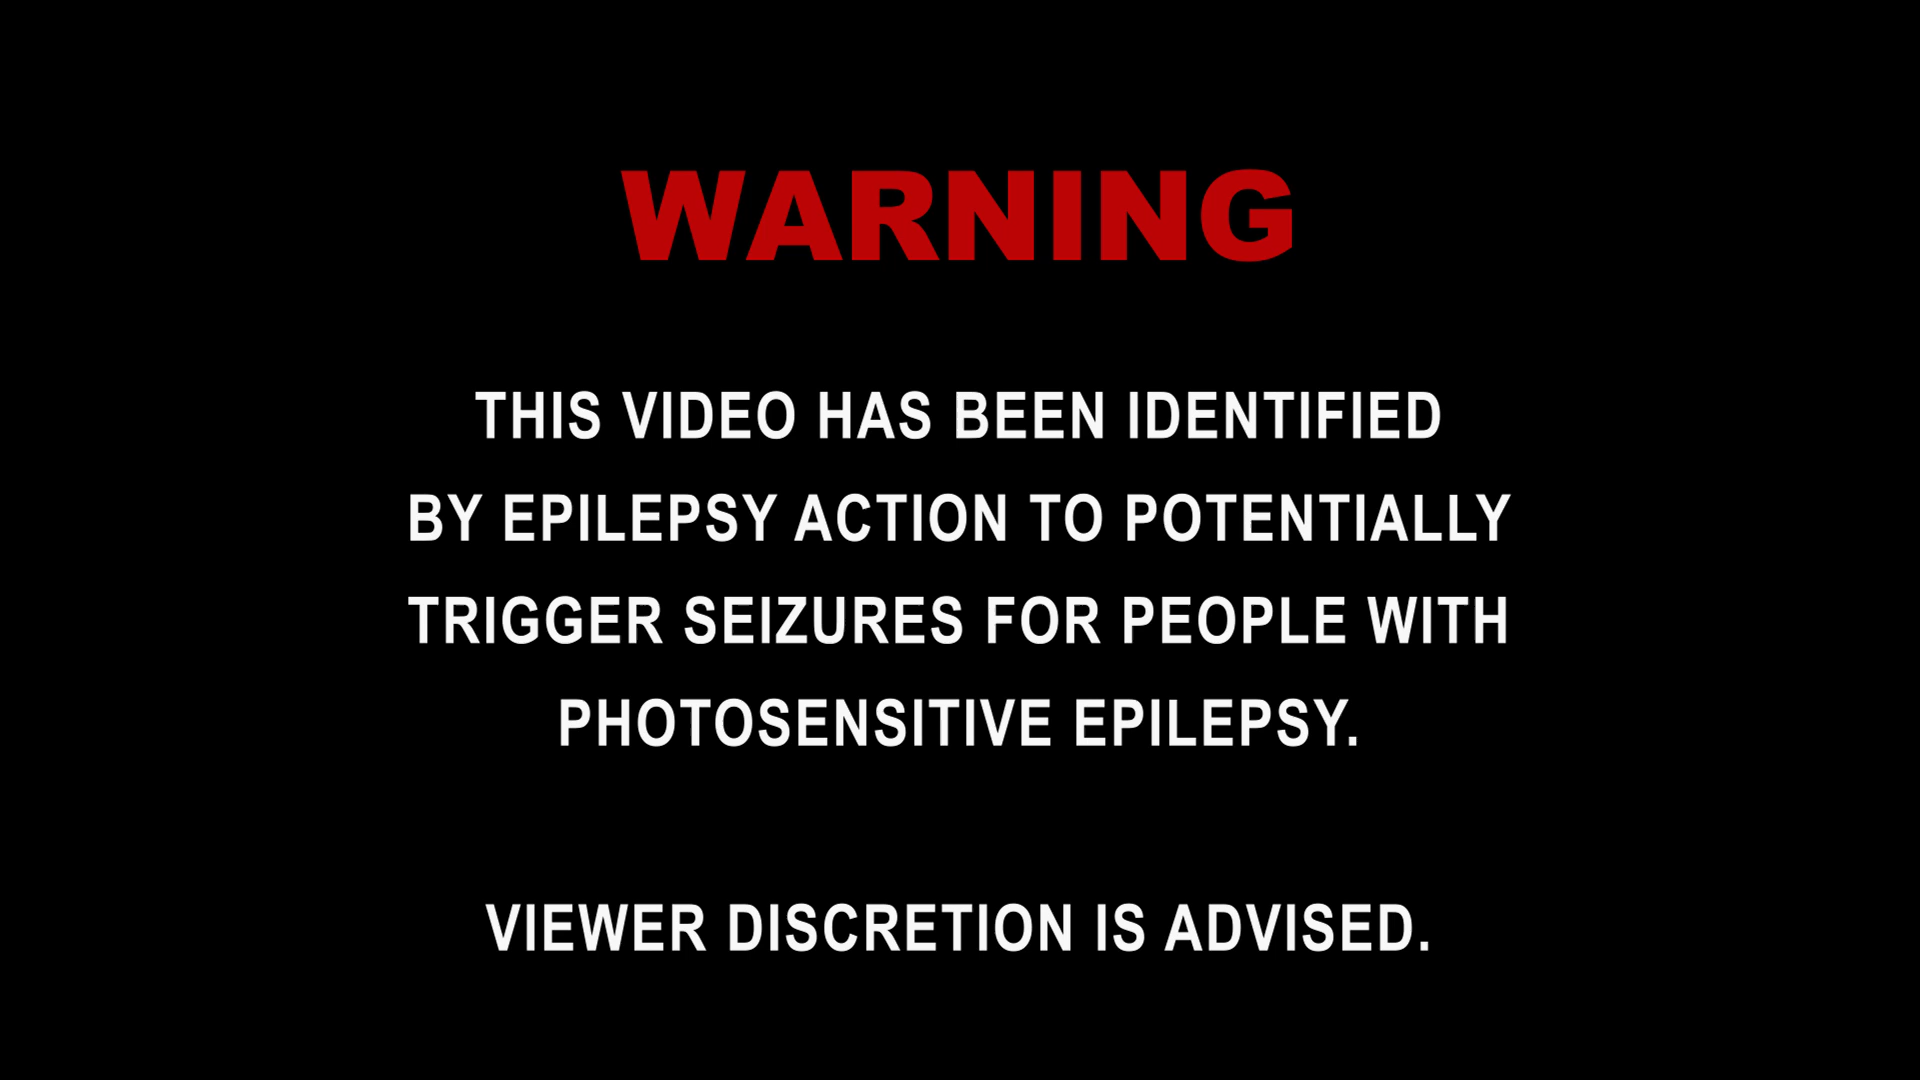 WARNING
THIS VIDEO HAS BEEN IDENTIFIED
BY EPILEPSY ACTION TO POTENTIALLY
TRIGGER SEIZURES FOR PEOPLE WITH
PHOTOSENSITIVE EPILEPSY.
VIEWER DISCRETION IS ADVISED.